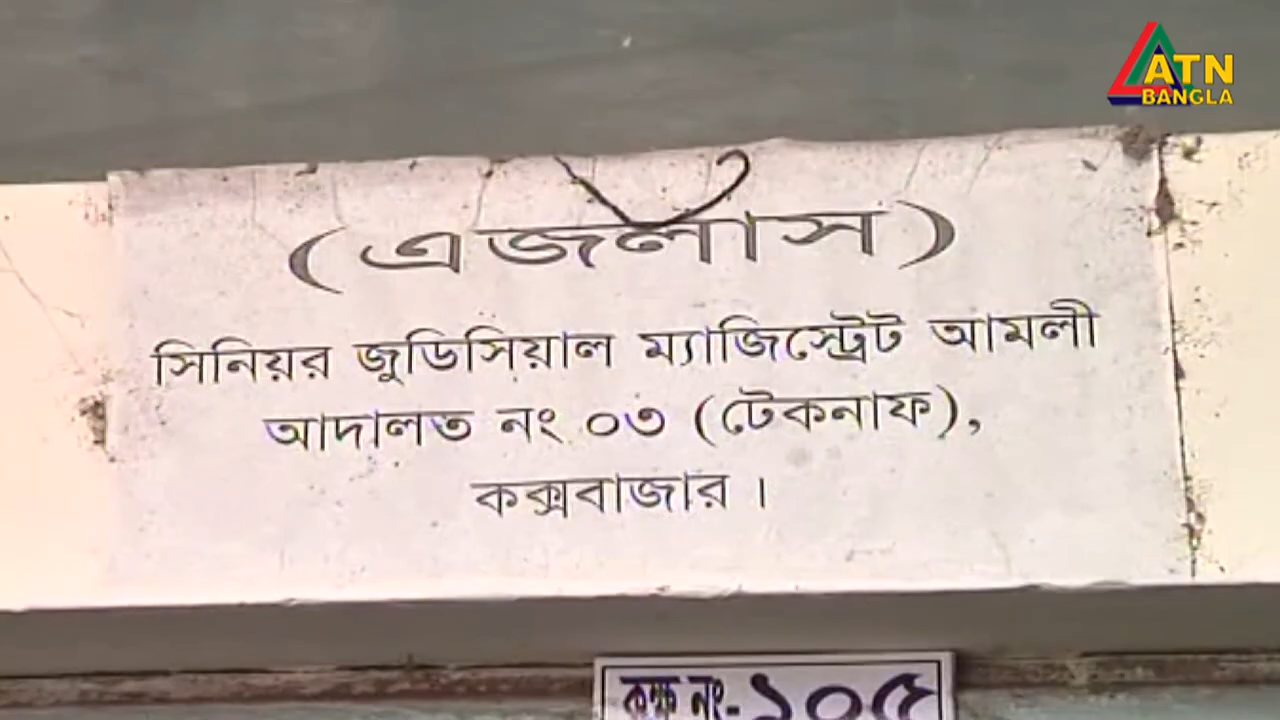 ATN
BANGLA
(এজলাস)
সিনিয়র জুডিসিয়াল ম্যাজিস্ট্রেট আমলী
আদালত নং ০৩ (টেকনাফ),
কক্সবাজার।
কক্ষ নং- ১০৫